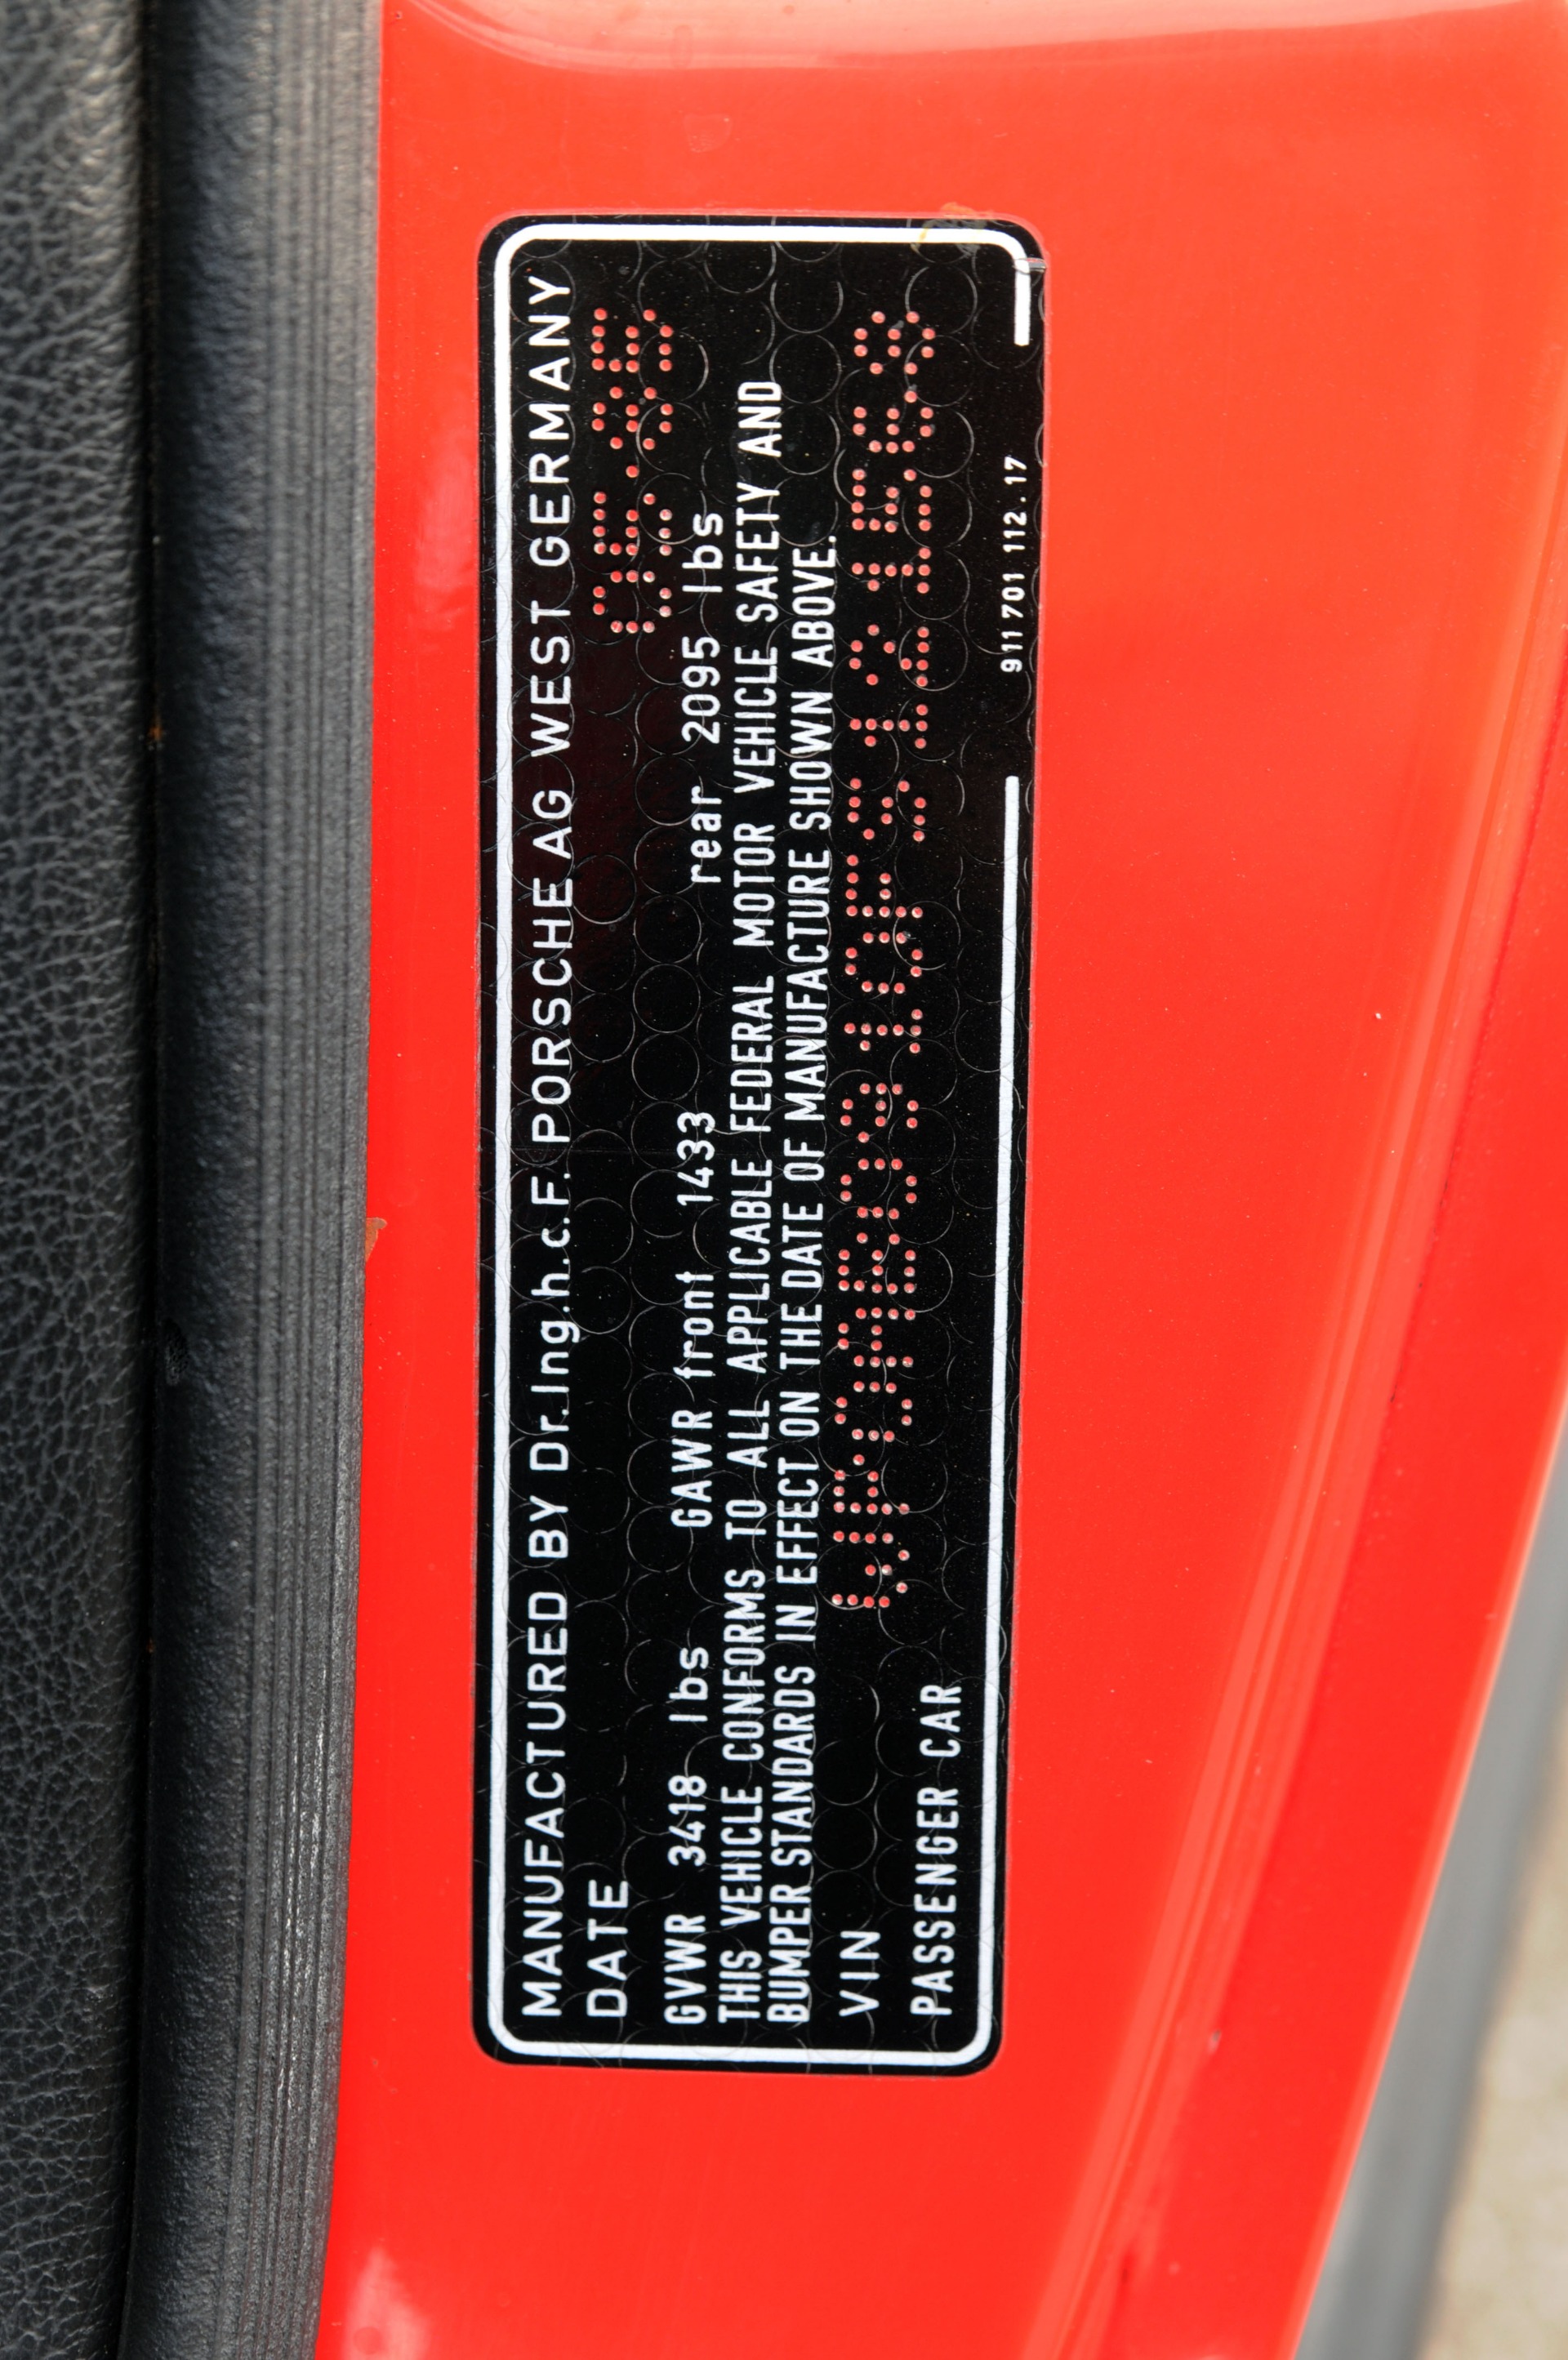 MANUFACTURED BY Dr.Ing.h.c.F. PORSCHE AG WEST GERMANY
DATE 05.85
GVWR 3418 lbs GAWR front 1433 rear 2095 lbs
THIS VEHICLE CONFORMS TO ALL APPLICABLE FEDERAL MOTOR VEHICLE SAFETY AND
BUMPER STANDARDS IN EFFECT ON THE DATE OF MANUFACTURE SHOWN ABOVE.
VIN
PASSENGER CAR
911 701 112.17